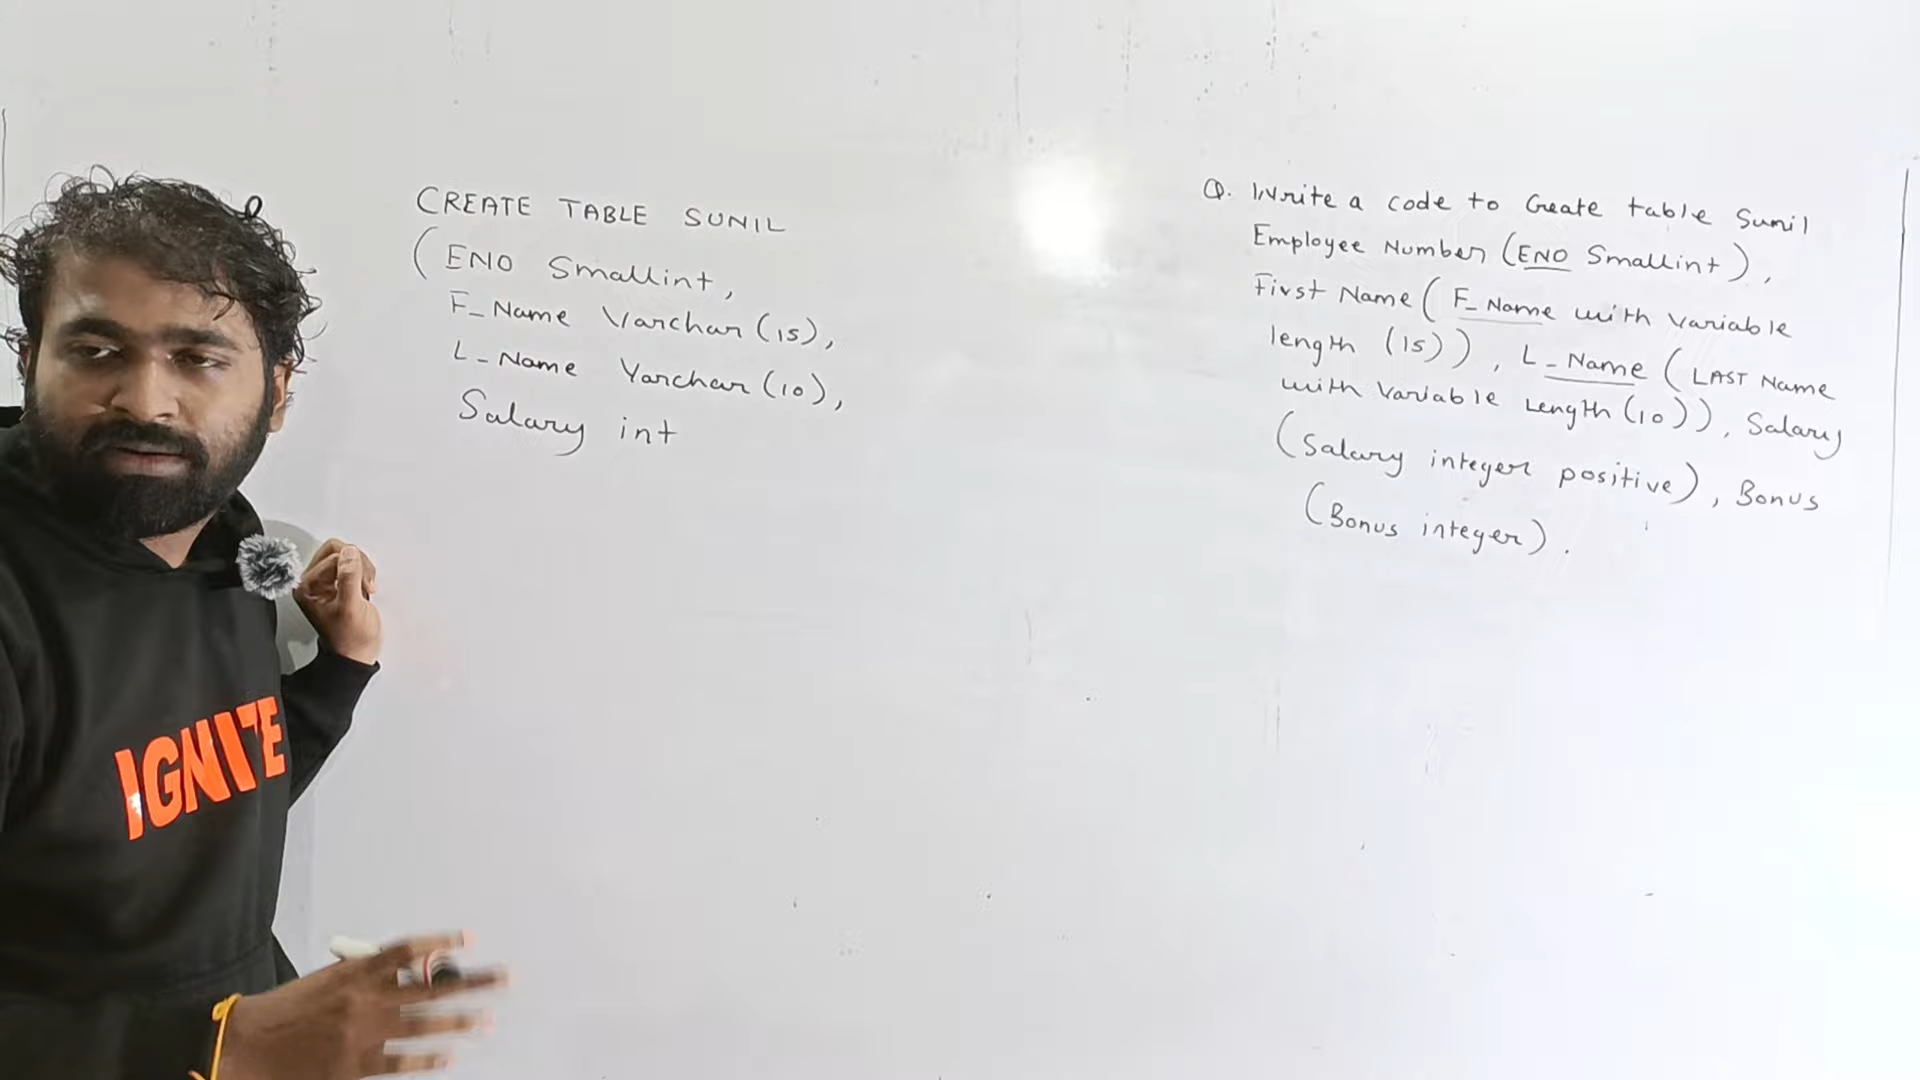 CREATE TABLE SUNIL
(ENO Smallint,
F_Name Varchar(15),
L_Name Varchar(10),
Salary int
Q. Write a code to Create table Sunil
Employee Number (ENO Smallint),
First Name (F_Name with variable
length (15)), L_Name (LAST Name
with Variable Length (10)), Salary
(Salary integer positive), Bonus
(Bonus integer).
IGNITE